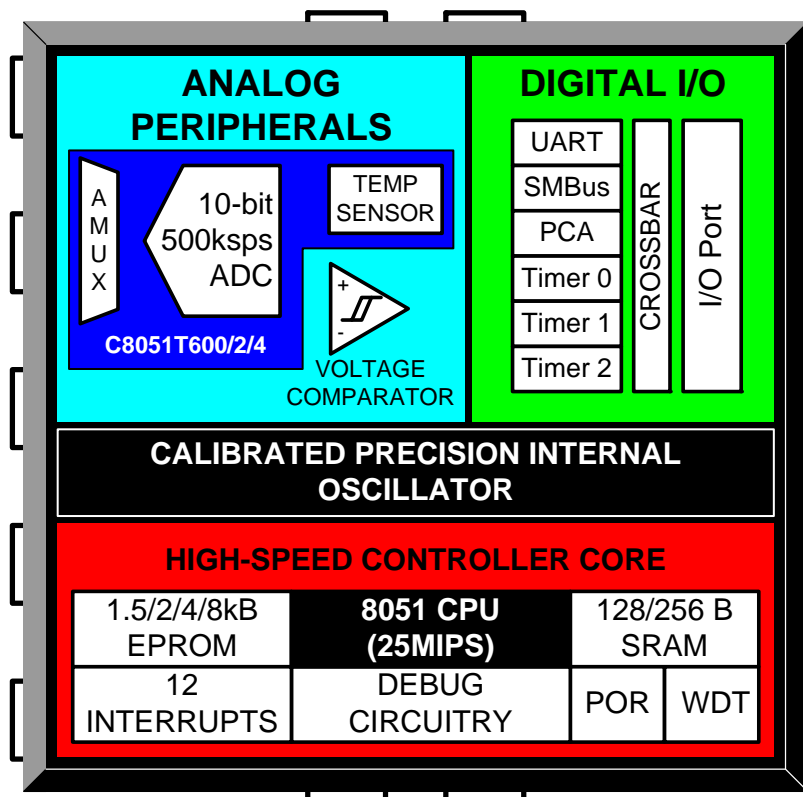 ANALOG
PERIPHERALS
A
M
U
X
10-bit
500ksps
ADC
TEMP
SENSOR
C8051T600/2/4
+
-
VOLTAGE
COMPARATOR
DIGITAL I/O
UART
SMBus
PCA
Timer 0
Timer 1
Timer 2
CROSSBAR
I/O Port
CALIBRATED PRECISION INTERNAL
OSCILLATOR
HIGH-SPEED CONTROLLER CORE
1.5/2/4/8kB
EPROM
8051 CPU
(25MIPS)
128/256 B
SRAM
12
INTERRUPTS
DEBUG
CIRCUITRY
POR
WDT